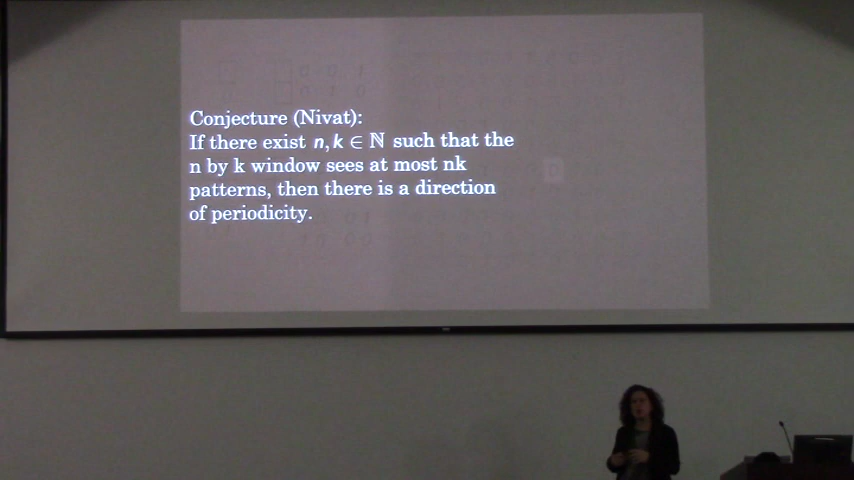 Conjecture (Nivat):
If there exist n, k ∈ ℕ such that the
n by k window sees at most nk
patterns, then there is a direction
of periodicity.